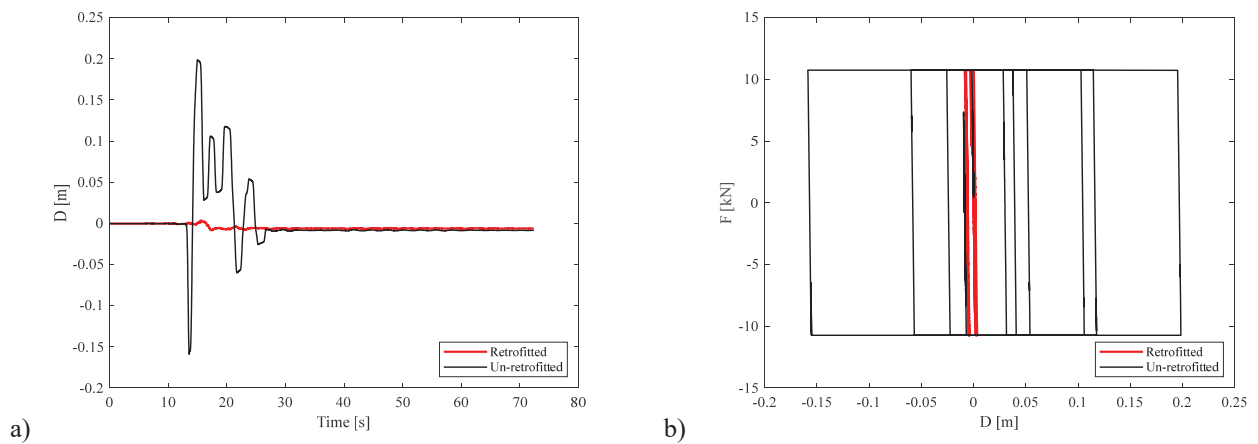 0.25
0.2
0.15
0.1
0.05
0
-0.05
-0.1
-0.15
-0.2
D [m]
0 10 20 30 40 50 60 70 80
Time [s]
Retrofitted
Un-retrofitted
a)
15
10
5
0
-5
-10
-15
F [kN]
-0.2 -0.15 -0.1 -0.05 0 0.05 0.1 0.15 0.2 0.25
D [m]
Retrofitted
Un-retrofitted
b)